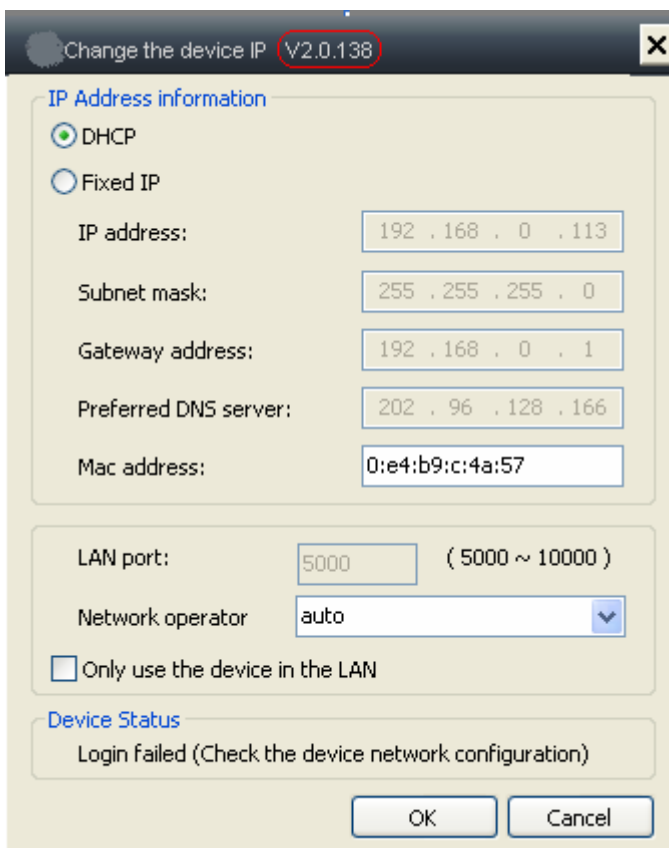 Change the device IP V2.0.138
IP Address information
DHCP
Fixed IP
IP address: 192 . 168 . 0 . 113
Subnet mask: 255 . 255 . 255 . 0
Gateway address: 192 . 168 . 0 . 1
Preferred DNS server: 202 . 96 . 128 . 166
Mac address: 0:e4:b9:c:4a:57
LAN port: 5000 ( 5000 ~ 10000 )
Network operator auto
Only use the device in the LAN
Device Status
Login failed (Check the device network configuration)
OK Cancel